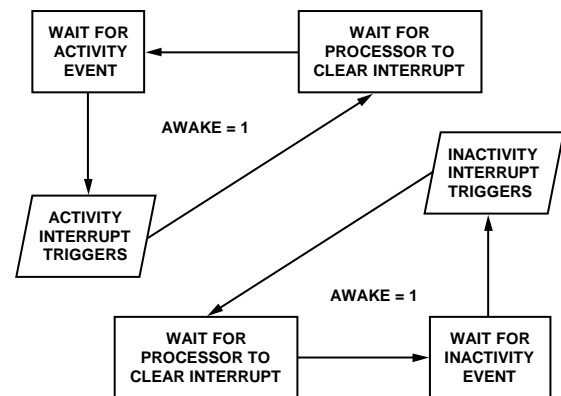 WAIT FOR
ACTIVITY
EVENT
WAIT FOR
PROCESSOR TO
CLEAR INTERRUPT
AWAKE = 1
INACTIVITY
INTERRUPT
TRIGGERS
ACTIVITY
INTERRUPT
TRIGGERS
AWAKE = 1
WAIT FOR
PROCESSOR TO
CLEAR INTERRUPT
WAIT FOR
INACTIVITY
EVENT